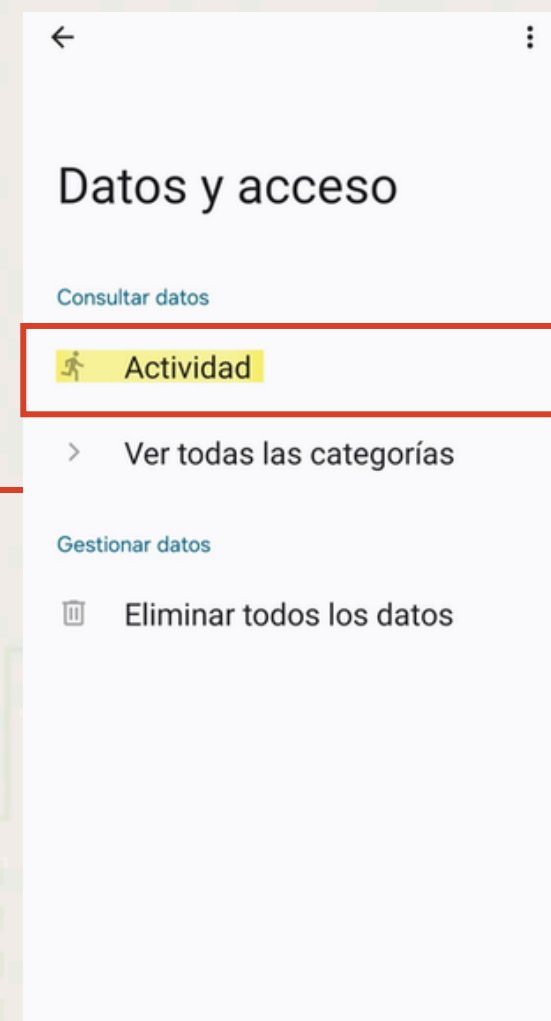 Datos y acceso
Consultar datos
Actividad
Ver todas las categorías
Gestionar datos
Eliminar todos los datos